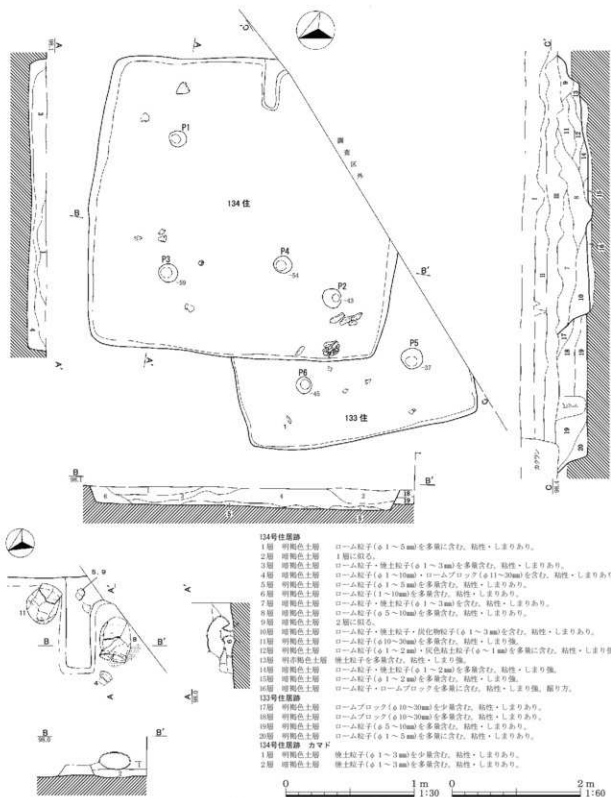 A
A
C'
A
98.1
3
4
A'
調査区外
P1
134 住
B
P3
-59
P4
-54
P2
-43
B'
P5
-37
P6
-45
133 住
A'
C
C'
C
98.4
カクラン
B
98.1
B'
134号住居跡
1層 明褐色土層 ローム粒子(φ1~5㎜)を多量に含む、粘性・しまりあり。
2層 暗褐色土層 1層に似る。
3層 暗褐色土層 ローム粒子・焼土粒子(φ1~3㎜)を多量含む、粘性・しまりあり。
4層 暗褐色土層 ローム粒子(φ1~10㎜)・ロームブロック(φ11~30㎜)を含む、粘性・しまりあり
5層 暗褐色土層 ローム粒子(φ1~5㎜)を多量含む、粘性・しまりあり。
6層 明褐色土層 ローム粒子(1~10㎜)を多量含む、粘性・しまりあり。
7層 暗褐色土層 ローム粒子・焼土粒子(φ1~3㎜)を含む、粘性・しまりあり。
8層 暗褐色土層 ローム粒子(φ5~10㎜)を多量含む、粘性・しまりあり。
9層 暗褐色土層 2層に似る。
10層 暗褐色土層 ローム粒子・焼土粒子・炭化物粒子(φ1~3㎜)を含む、粘性・しまりあり。
11層 明褐色土層 ローム粒子(φ10~30㎜)を多量含む、粘性・しまり強。
12層 明褐色土層 ローム粒子(φ1~2㎜)・灰色粘土粒子(φ~1㎜)を多量に含む、粘性・しまり
13層 明赤褐色土層 焼土粒子を多量含む、粘性・しまり強。
14層 暗褐色土層 ローム粒子・焼土粒子(φ1~2㎜)を多量含む、粘性・しまり強。
15層 暗褐色土層 ローム粒子(φ1~2㎜)を多量含む、粘性・しまり強。
16層 暗褐色土層 ローム粒子・ロームブロックを多量に含む、粘性・しまり強、掘り方。
133号住居跡
17層 明褐色土層 ロームブロック(φ10~30㎜)を少量含む、粘性・しまりあり。
18層 明褐色土層 ロームブロック(φ10~30㎜)を多量含む、粘性・しまりあり。
19層 明褐色土層 ローム粒子(φ5~10㎜)を多量含む、粘性・しまりあり。
20層 暗褐色土層 ローム粒子(φ1~5㎜)を多量に含む、粘性・しまりあり。
134号住居跡 カマド
1層 暗褐色土層 焼土粒子(φ1~3㎜)を少量含む、粘性・しまりあり。
2層 暗褐色土層 焼土粒子(φ1~3㎜)を多量含む、粘性・しまりあり。
11
8
B
B'
A
A'
B
98.0
B'
0 1 m
1:30
0 2 m
1:60